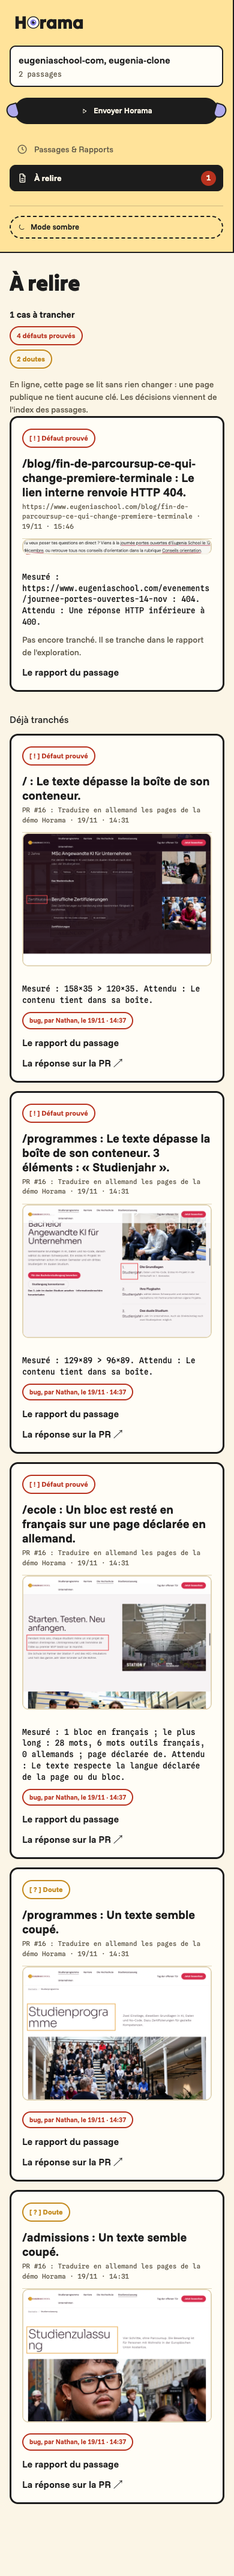 Horama
eugeniaschool-com, eugenia-clone
2 passages
Envoyer Horama
Passages & Rapports
À relire
1
Mode sombre
À relire
1 cas à trancher
4 défauts prouvés
2 doutes
En ligne, cette page se lit sans rien changer : une page
publique ne tient aucune clé. Les décisions viennent de
l'index des passages.
[ ! ] Défaut prouvé
/blog/fin-de-parcoursup-ce-qui-
change-premiere-terminale : Le
lien interne renvoie HTTP 404.
https://www.eugeniaschool.com/blog/fin-de-
parcoursup-ce-qui-change-premiere-terminale ·
19/11 · 15:46
Mesuré :
https://www.eugeniaschool.com/evenements
/journee-portes-ouvertes-14-nov : 404.
Attendu : Une réponse HTTP inférieure à
400.
Pas encore tranché. Il se tranche dans le rapport
de l'exploration.
Le rapport du passage
Déjà tranchés
[ ! ] Défaut prouvé
/ : Le texte dépasse la boîte de son
conteneur.
PR #16 : Traduire en allemand les pages de la
démo Horama · 19/11 · 14:31
MSc Angewandte KI für
Unternehmen
Berufliche Zertifizierungen
Mesuré : 158×35 > 120×35. Attendu : Le
contenu tient dans sa boîte.
bug, par Nathan, le 19/11 · 14:37
Le rapport du passage
La réponse sur la PR ↗
[ ! ] Défaut prouvé
/programmes : Le texte dépasse la
boîte de son conteneur. 3
éléments : « Studienjahr ».
PR #16 : Traduire en allemand les pages de la
démo Horama · 19/11 · 14:31
Bachelor
Angewandte KI für
Unternehmen
Mesuré : 129×89 > 96×89. Attendu : Le
contenu tient dans sa boîte.
bug, par Nathan, le 19/11 · 14:37
Le rapport du passage
La réponse sur la PR ↗
[ ! ] Défaut prouvé
/ecole : Un bloc est resté en
français sur une page déclarée en
allemand.
PR #16 : Traduire en allemand les pages de la
démo Horama · 19/11 · 14:31
Starten. Testen. Neu
anfangen.
STATION F
Mesuré : 1 bloc en français ; le plus
long : 28 mots, 6 mots outils français,
0 allemands ; page déclarée de. Attendu
: Le texte respecte la langue déclarée
de la page ou du bloc.
bug, par Nathan, le 19/11 · 14:37
Le rapport du passage
La réponse sur la PR ↗
[ ? ] Doute
/programmes : Un texte semble
coupé.
PR #16 : Traduire en allemand les pages de la
démo Horama · 19/11 · 14:31
Studienprogra
mme
bug, par Nathan, le 19/11 · 14:37
Le rapport du passage
La réponse sur la PR ↗
[ ? ] Doute
/admissions : Un texte semble
coupé.
PR #16 : Traduire en allemand les pages de la
démo Horama · 19/11 · 14:31
Studienzulassu
ng
bug, par Nathan, le 19/11 · 14:37
Le rapport du passage
La réponse sur la PR ↗